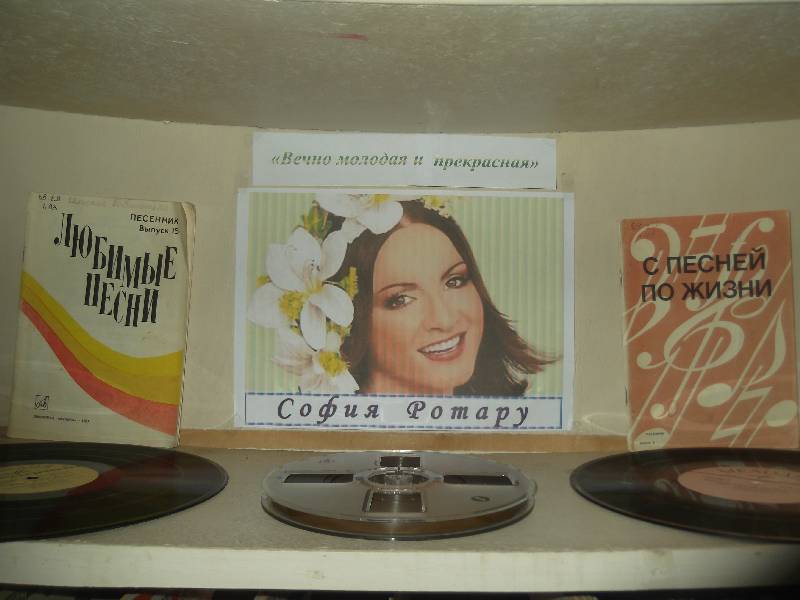 «Вечно молодая и прекрасная»
ПЕСЕННИК
Выпуск 15
ЛЮБИМЫЕ
ПЕСНИ
София Ротару
С ПЕСНЕЙ
ПО ЖИЗНИ